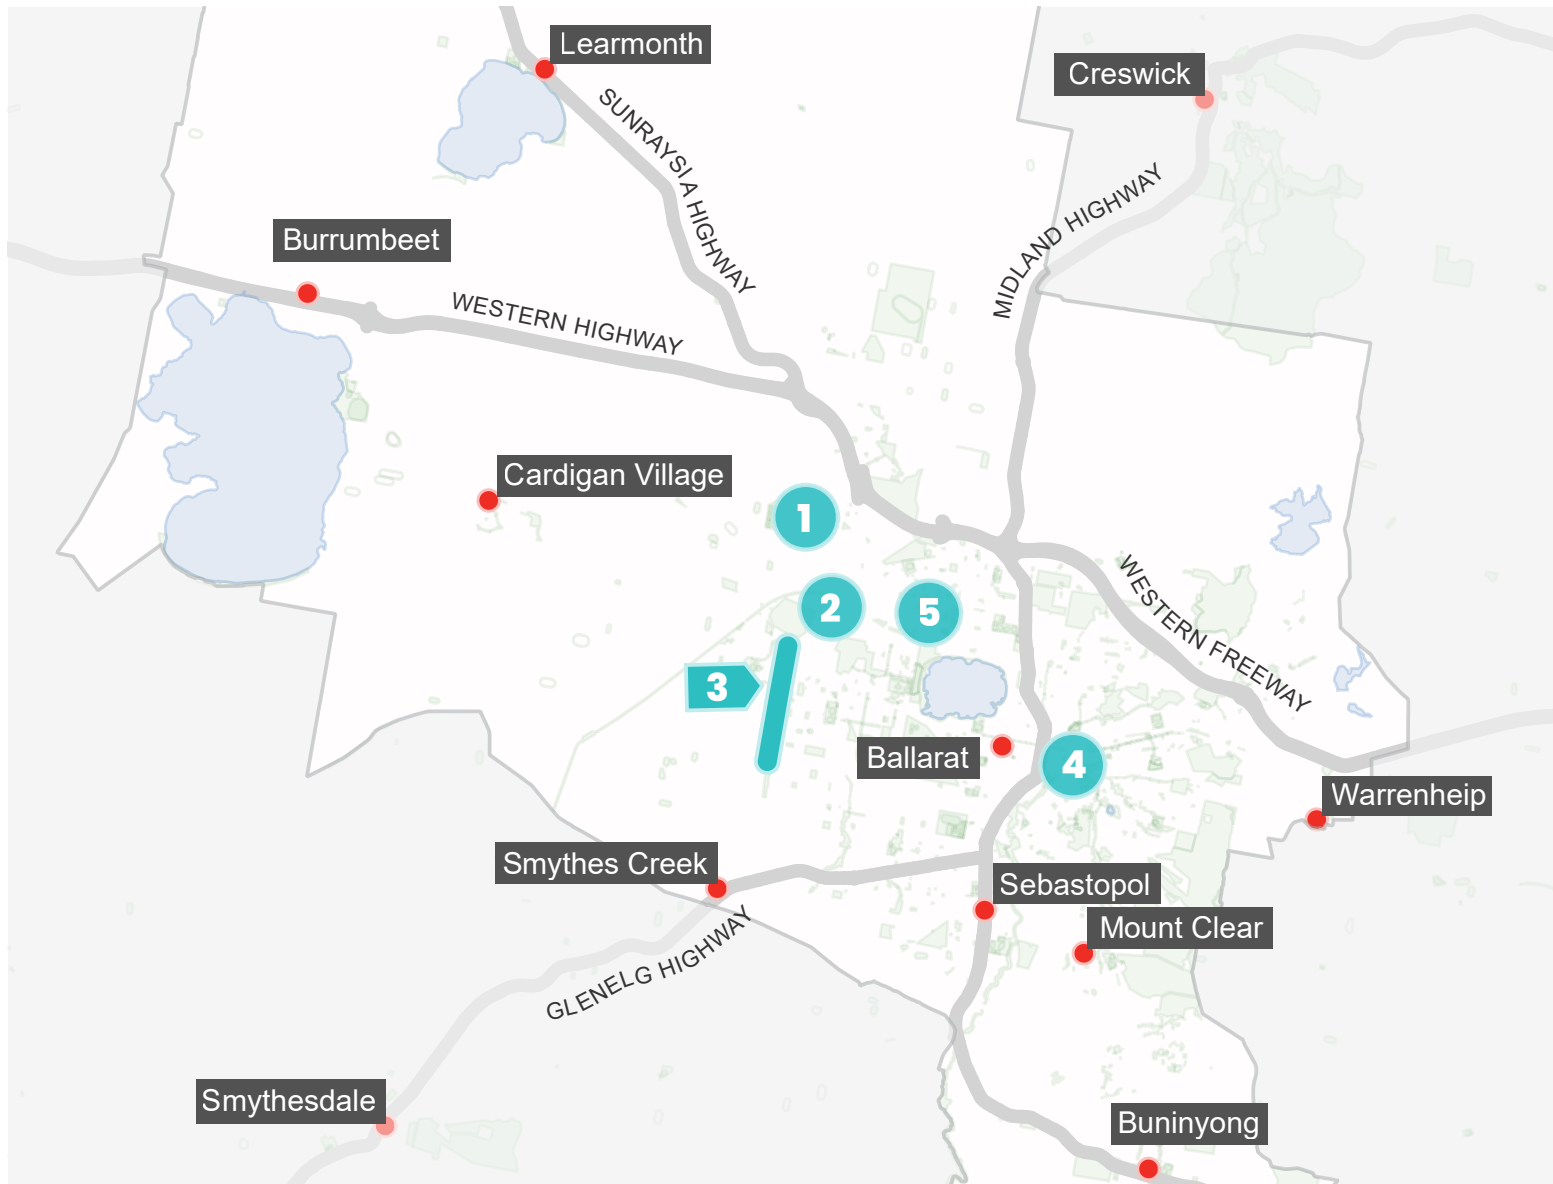 Learmonth
Creswick
SUNRAYSIA HIGHWAY
MIDLAND HIGHWAY
Burrumbeet
WESTERN HIGHWAY
Cardigan Village
1
2
5
WESTERN FREEWAY
3
Ballarat
4
Warrenheip
Smythes Creek
Sebastopol
Mount Clear
GLENELG HIGHWAY
Smythesdale
Buninyong